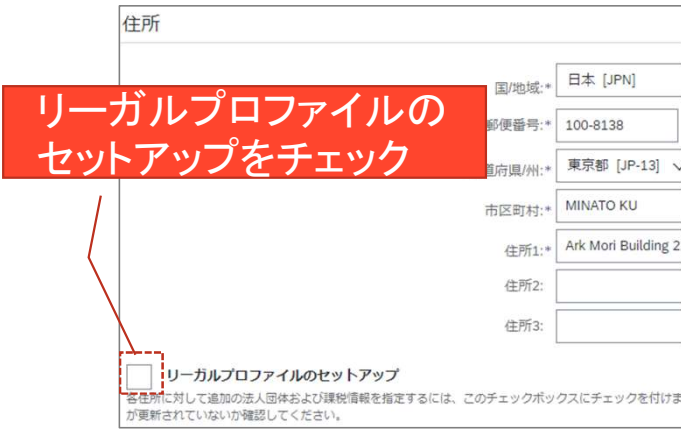 住所
国/地域:*
日本 [JPN]
リーガルプロファイルの
セットアップをチェック
郵便番号:*
100-8138
道府県/州:*
東京都 [JP-13]
市区町村:*
MINATO KU
住所1:*
Ark Mori Building 2
住所2:
住所3:
リーガルプロファイルのセットアップ
各住所に対して追加の法人団体および課税情報を指定するには、このチェックボックスにチェックを付けま
が更新されていないか確認してください。